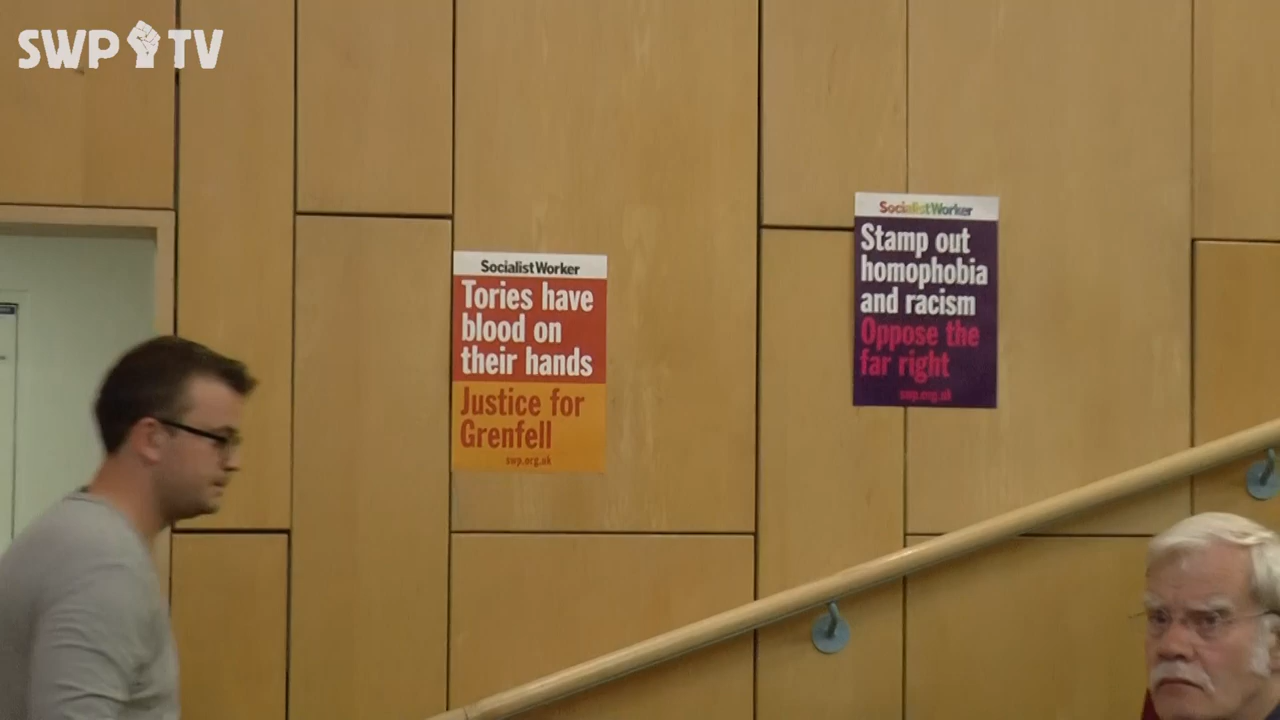 SWP TV
Socialist Worker
Tories have
blood on
their hands
Justice for
Grenfell
swp.org.uk
Socialist Worker
Stamp out
homophobia
and racism
Oppose the
far right
swp.org.uk